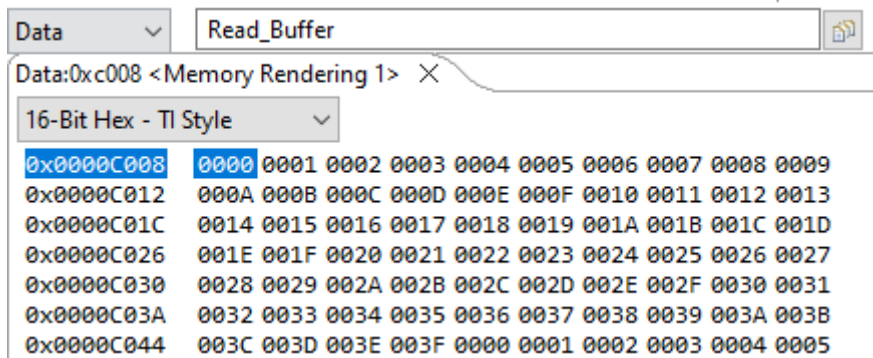 Data Read_Buffer
Data:0xc008 <Memory Rendering 1>
16-Bit Hex - TI Style
0x0000C008 0000 0001 0002 0003 0004 0005 0006 0007 0008 0009
0x0000C012 000A 000B 000C 000D 000E 000F 0010 0011 0012 0013
0x0000C01C 0014 0015 0016 0017 0018 0019 001A 001B 001C 001D
0x0000C026 001E 001F 0020 0021 0022 0023 0024 0025 0026 0027
0x0000C030 0028 0029 002A 002B 002C 002D 002E 002F 0030 0031
0x0000C03A 0032 0033 0034 0035 0036 0037 0038 0039 003A 003B
0x0000C044 003C 003D 003E 003F 0000 0001 0002 0003 0004 0005